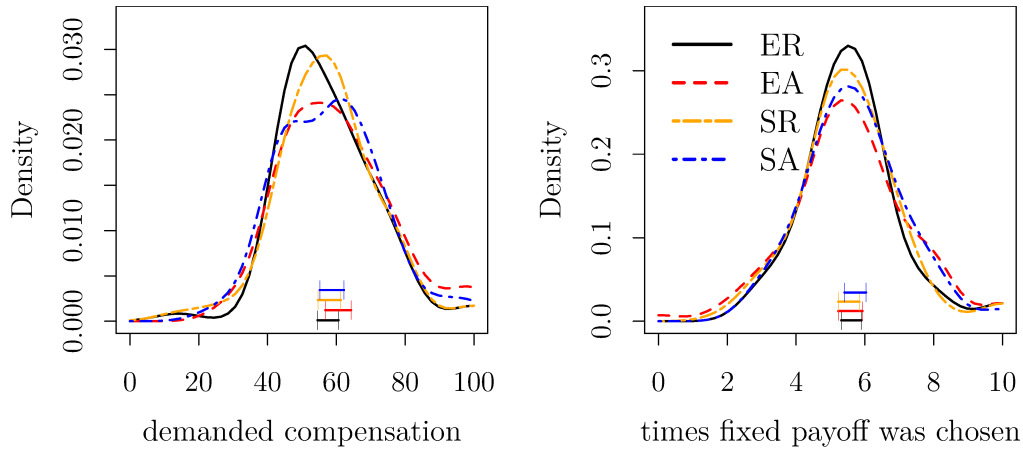 Density
0.000 0.010 0.020 0.030
0 20 40 60 80 100
demanded compensation
Density
0.0 0.1 0.2 0.3
ER
EA
SR
SA
0 2 4 6 8 10
times fixed payoff was chosen